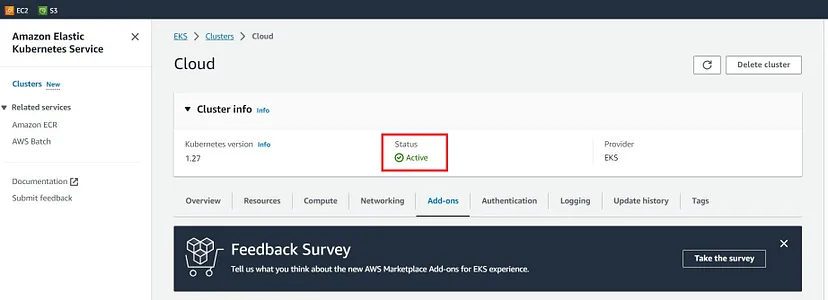 EC2 S3
Amazon Elastic
Kubernetes Service
Clusters New
Related services
Amazon ECR
AWS Batch
Documentation
Submit feedback
EKS > Clusters > Cloud
Cloud
Delete cluster
Cluster info Info
Kubernetes version Info
1.27
Status
Active
Provider
EKS
Overview Resources Compute Networking Add-ons Authentication Logging Update history Tags
Feedback Survey
Tell us what you think about the new AWS Marketplace Add-ons for EKS experience.
Take the survey